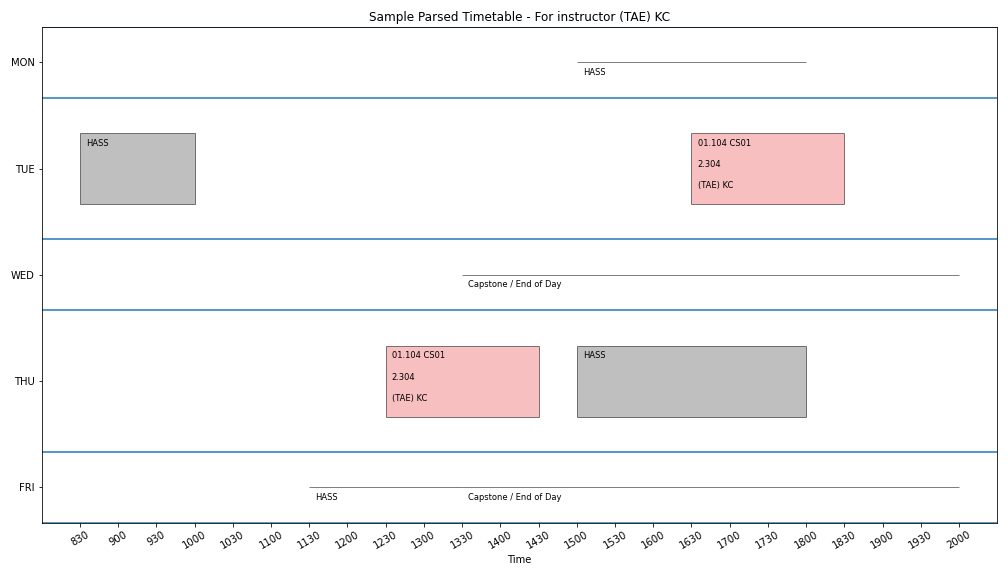 Sample Parsed Timetable - For instructor (TAE) KC
MON
HASS
TUE
HASS
01.104 CS01
2.304
(TAE) KC
WED
Capstone / End of Day
THU
01.104 CS01
2.304
(TAE) KC
HASS
FRI
HASS
Capstone / End of Day
830 900 930 1000 1030 1100 1130 1200 1230 1300 1330 1400 1430 1500 1530 1600 1630 1700 1730 1800 1830 1900 1930 2000
Time